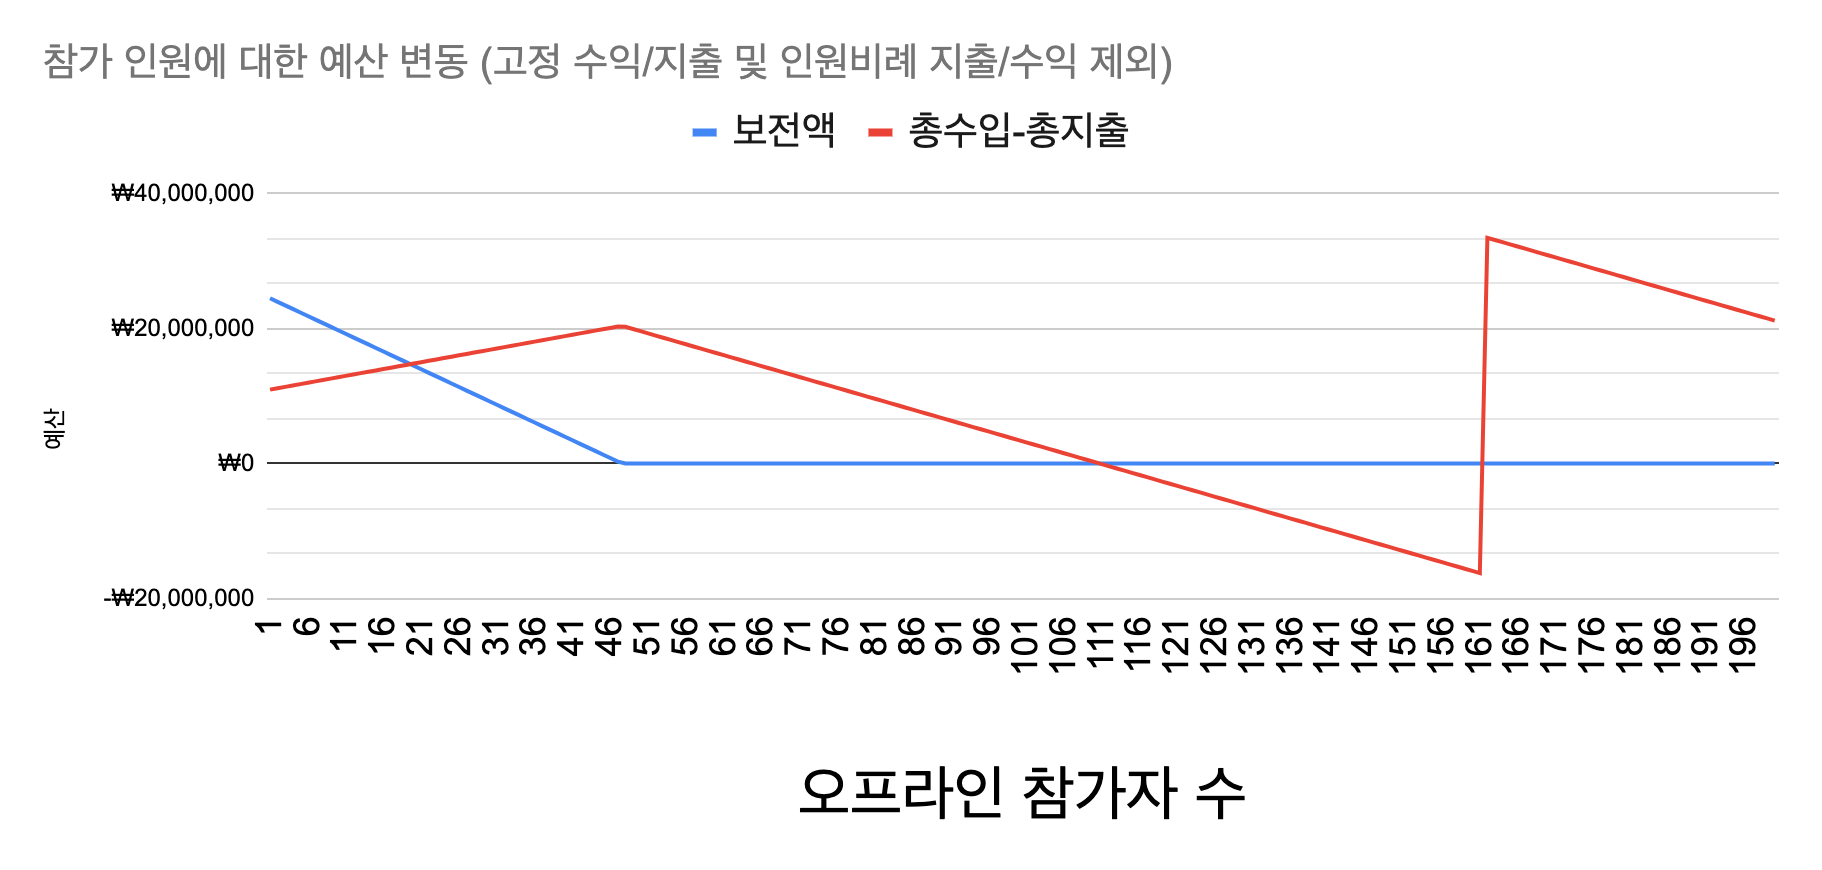 참가 인원에 대한 예산 변동 (고정 수익/지출 및 인원비례 지출/수익 제외)
보전액 총수입-총지출
₩40,000,000
₩20,000,000
₩0
-₩20,000,000
예산
1 6 11 16 21 26 31 36 41 46 51 56 61 66 71 76 81 86 91 96 101 106 111 116 121 126 131 136 141 146 151 156 161 166 171 176 181 186 191 196
오프라인 참가자 수